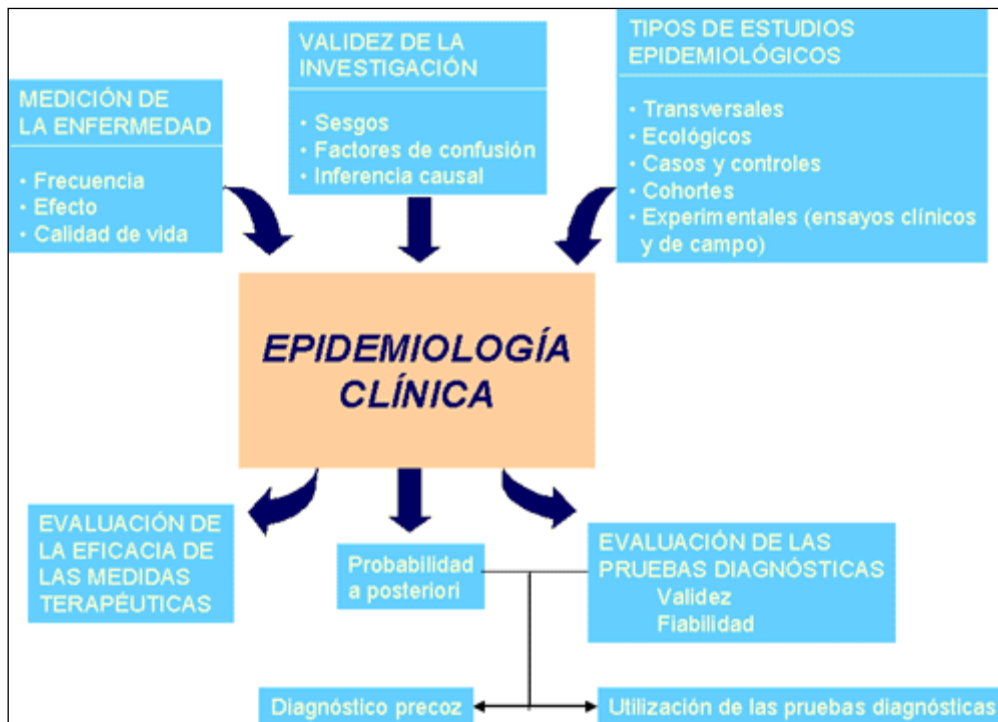 MEDICIÓN DE
LA ENFERMEDAD
• Frecuencia
• Efecto
• Calidad de vida
VALIDEZ DE LA
INVESTIGACIÓN
• Sesgos
• Factores de confusión
• Inferencia causal
TIPOS DE ESTUDIOS
EPIDEMIOLÓGICOS
• Transversales
• Ecológicos
• Casos y controles
• Cohortes
• Experimentales (ensayos clínicos
y de campo)
EPIDEMIOLOGÍA
CLÍNICA
EVALUACIÓN DE
LA EFICACIA DE
LAS MEDIDAS
TERAPÉUTICAS
Probabilidad
a posteriori
EVALUACIÓN DE LAS
PRUEBAS DIAGNÓSTICAS
Validez
Fiabilidad
Diagnóstico precoz
Utilización de las pruebas diagnósticas